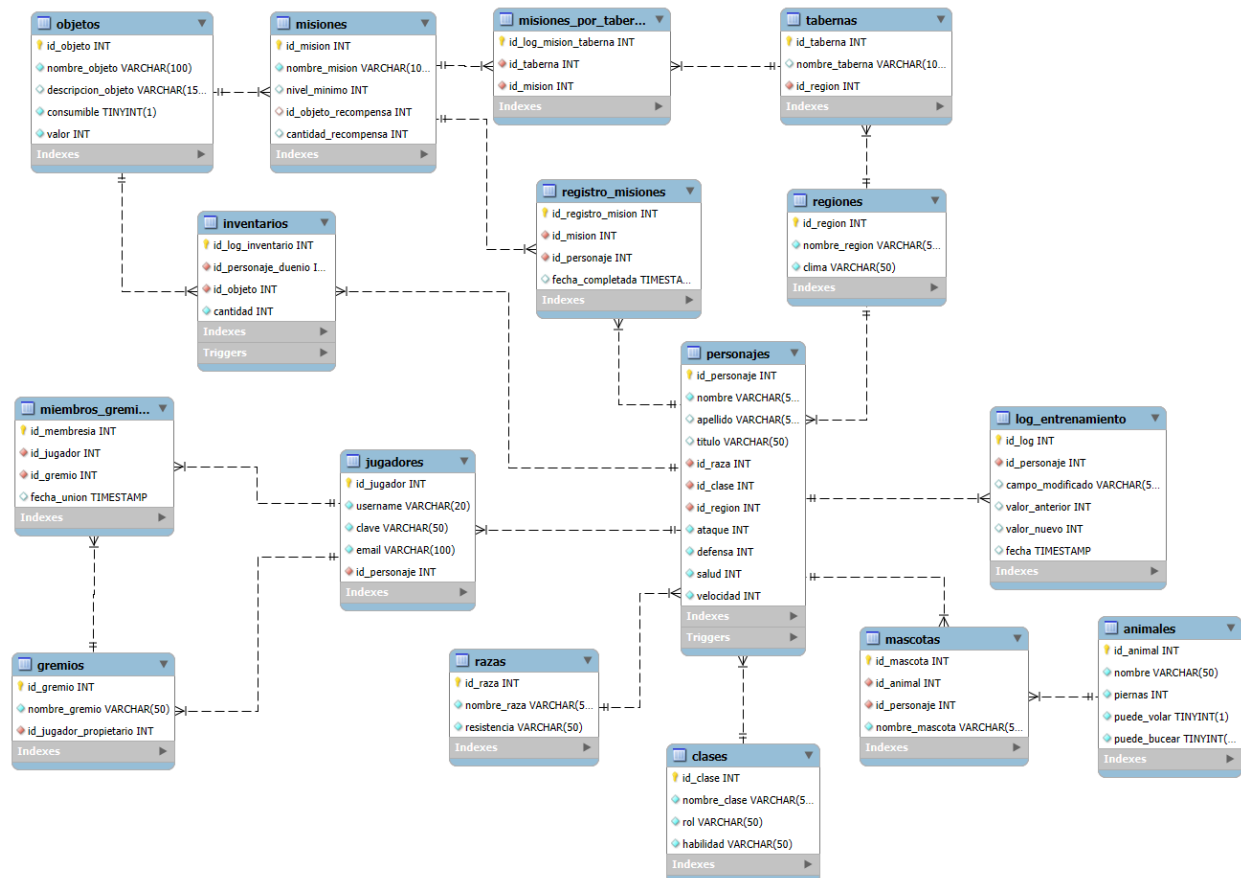 objetos
id_objeto INT
nombre_objeto VARCHAR(100)
descripcion_objeto VARCHAR(15...
consumible TINYINT(1)
valor INT
Indexes
misiones
id_mision INT
nombre_mision VARCHAR(10...
nivel_minimo INT
id_objeto_recompensa INT
cantidad_recompensa INT
Indexes
misiones_por_taber...
id_log_mision_taberna INT
id_taberna INT
id_mision INT
Indexes
tabernas
id_taberna INT
nombre_taberna VARCHAR(10...
id_region INT
Indexes
inventarios
id_log_inventario INT
id_personaje_duenio I...
id_objeto INT
cantidad INT
Indexes
Triggers
registro_misiones
id_registro_mision INT
id_mision INT
id_personaje INT
fecha_completada TIMESTA...
Indexes
regiones
id_region INT
nombre_region VARCHAR(5...
clima VARCHAR(50)
Indexes
miembros_gremi...
id_membresia INT
id_jugador INT
id_gremio INT
fecha_union TIMESTAMP
Indexes
jugadores
id_jugador INT
username VARCHAR(20)
clave VARCHAR(50)
email VARCHAR(100)
id_personaje INT
Indexes
personajes
id_personaje INT
nombre VARCHAR(5...
apellido VARCHAR(5...
titulo VARCHAR(50)
id_raza INT
id_clase INT
id_region INT
ataque INT
defensa INT
salud INT
velocidad INT
Indexes
Triggers
log_entrenamiento
id_log INT
id_personaje INT
campo_modificado VARCHAR(5...
valor_anterior INT
valor_nuevo INT
fecha TIMESTAMP
Indexes
gremios
id_gremio INT
nombre_gremio VARCHAR(50)
id_jugador_propietario INT
Indexes
razas
id_raza INT
nombre_raza VARCHAR(5...
resistencia VARCHAR(50)
Indexes
clases
id_clase INT
nombre_clase VARCHAR(5...
rol VARCHAR(50)
habilidad VARCHAR(50)
Indexes
mascotas
id_mascota INT
id_animal INT
id_personaje INT
nombre_mascota VARCHAR(5...
Indexes
animales
id_animal INT
nombre VARCHAR(50)
piernas INT
puede_volar TINYINT(1)
puede_bucear TINYINT(...
Indexes